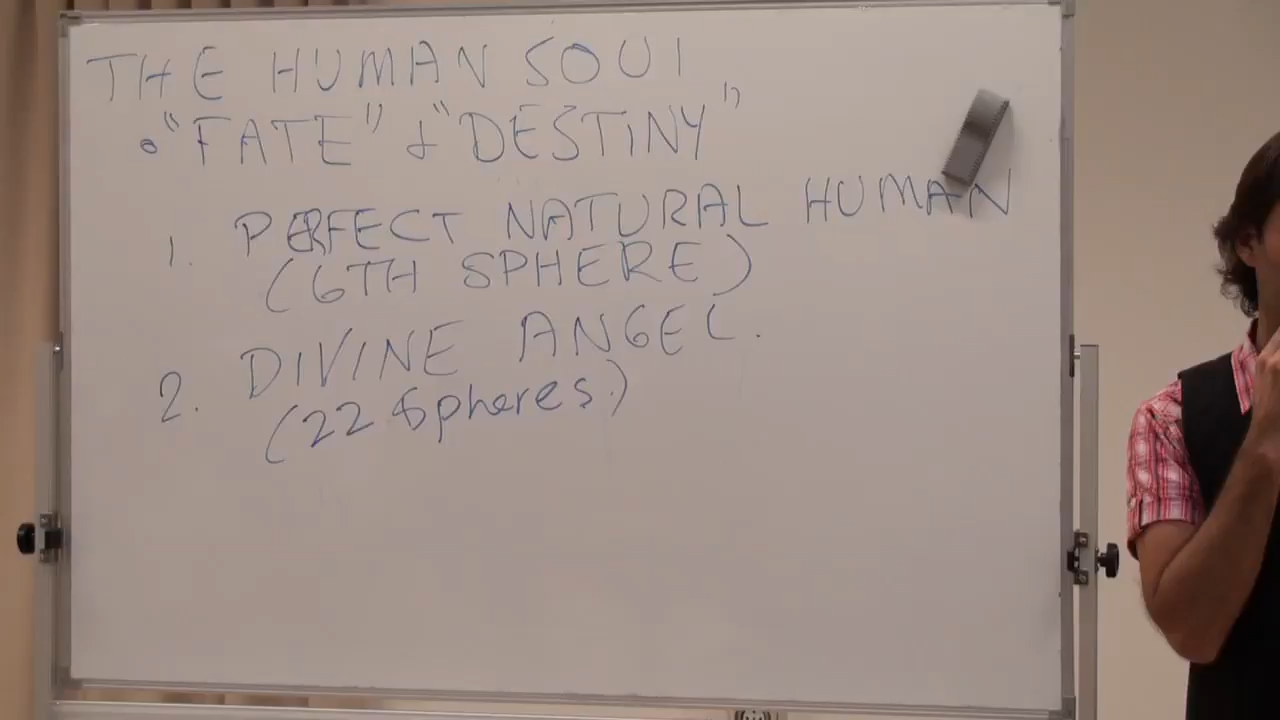 THE HUMAN SOUL
• "FATE" & "DESTINY"
1. PERFECT NATURAL HUMAN
(6TH SPHERE)
2. DIVINE ANGEL.
(22 Spheres.)